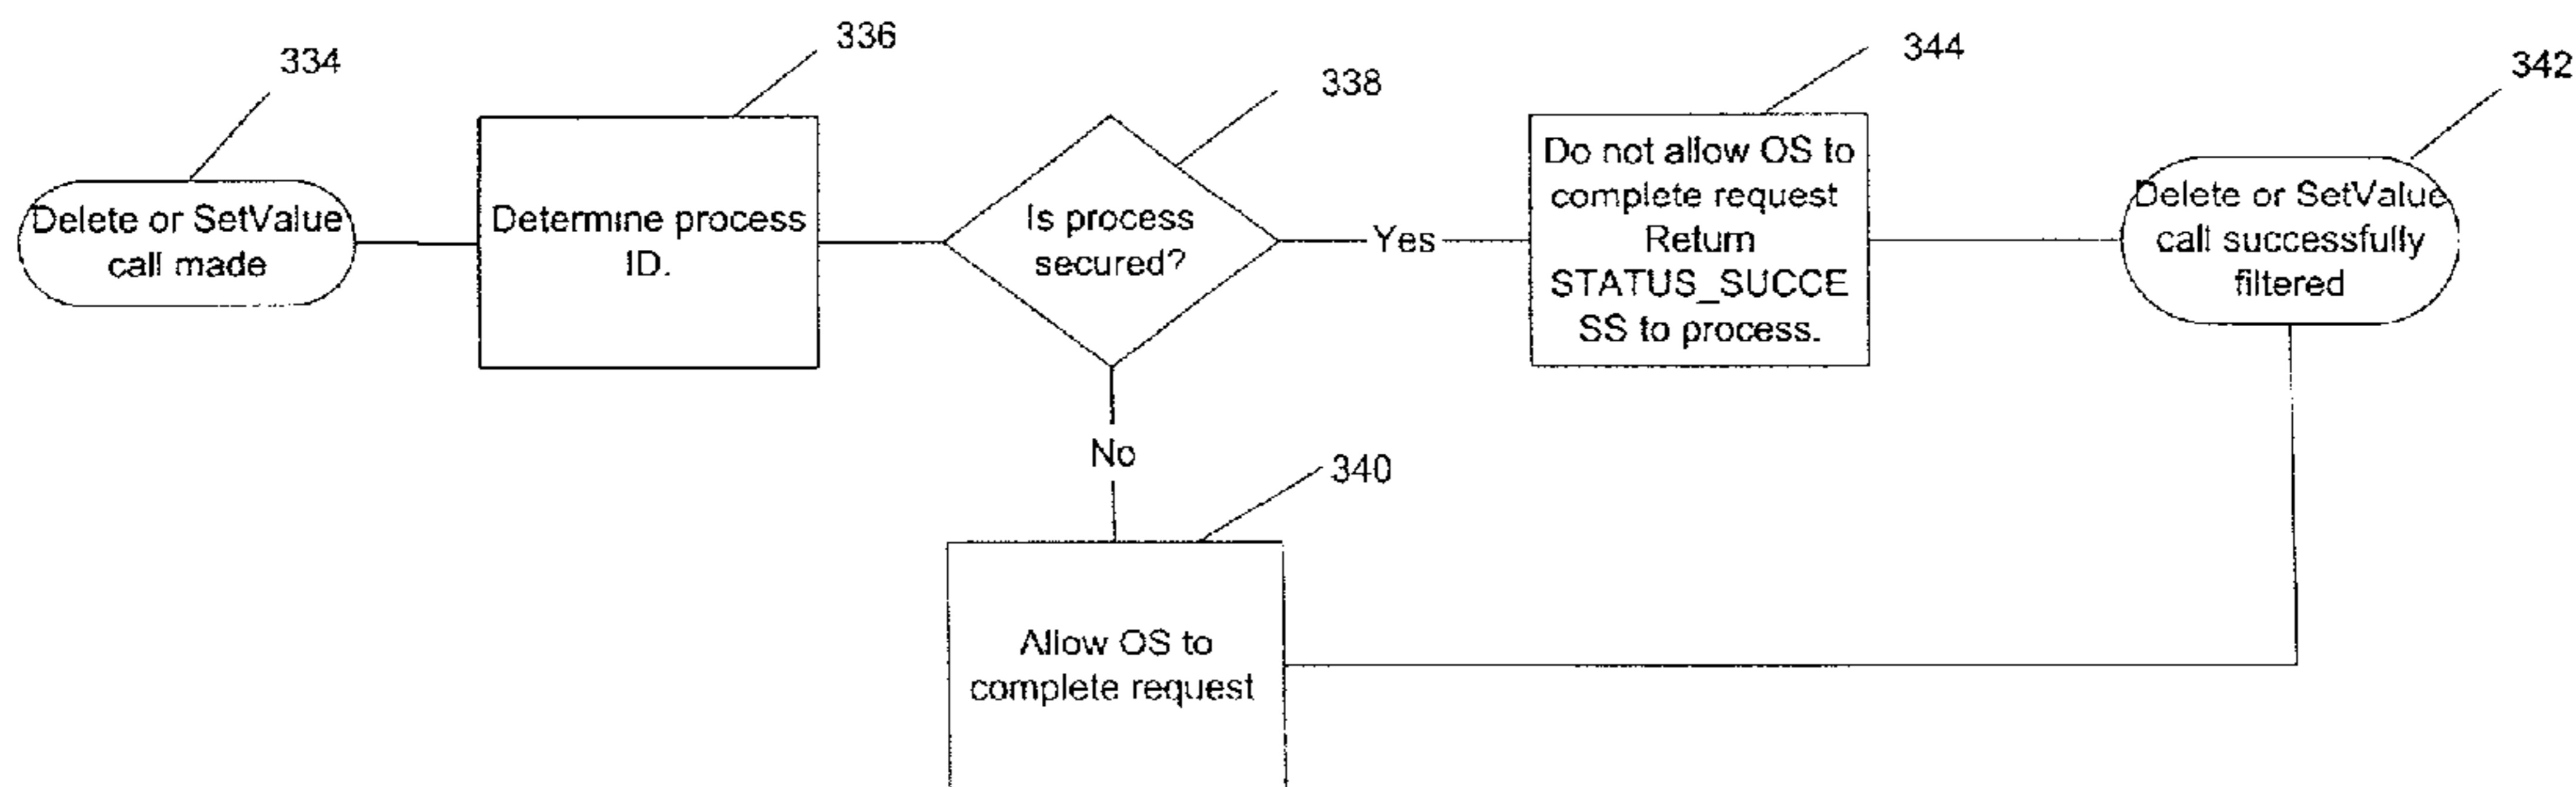 334
336
338
344
342
Delete or SetValue
call made
Determine process
ID.
Is process
secured?
Yes
Do not allow OS to
complete request
Return
STATUS_SUCCE
SS to process.
Delete or SetValue
call successfully
filtered
No
340
Allow OS to
complete request